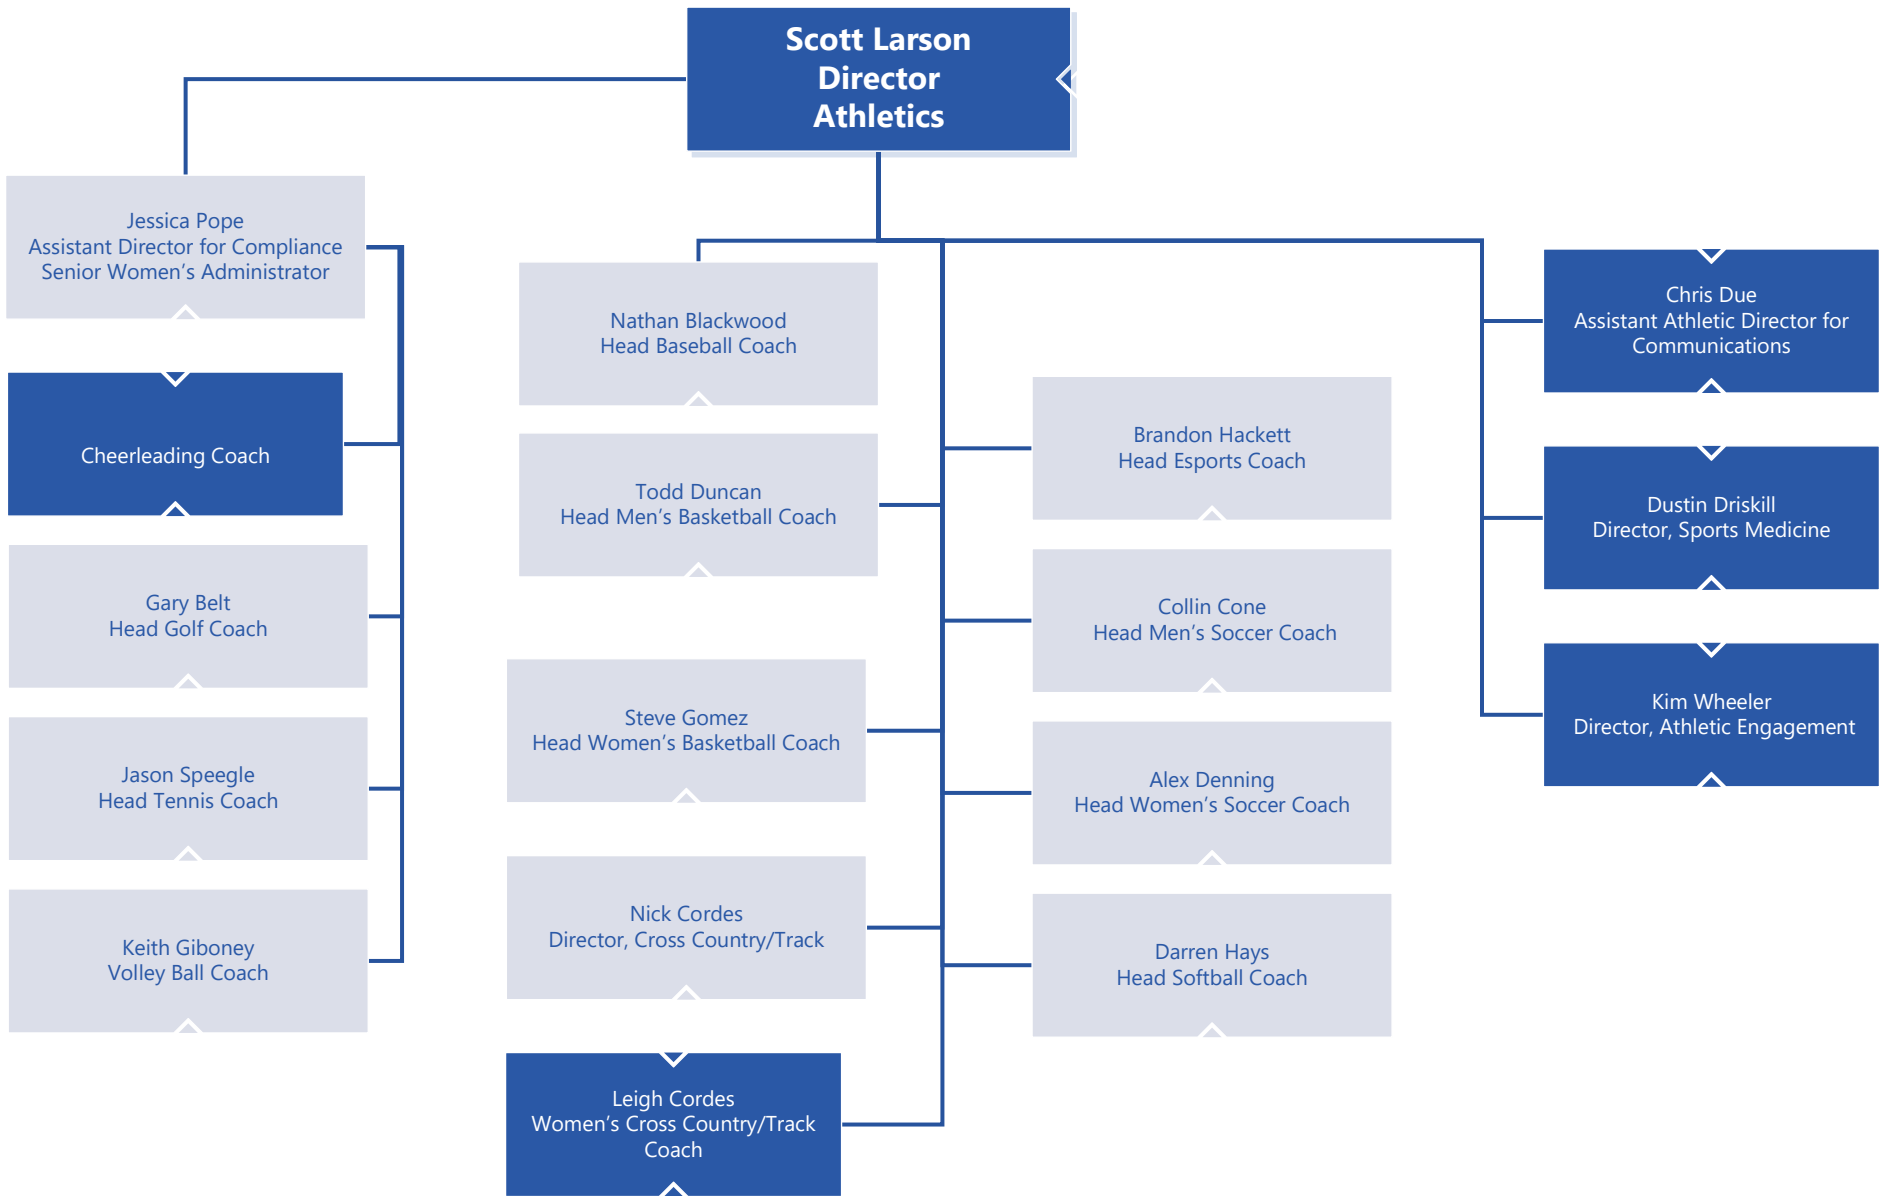 Scott Larson
Director
Athletics
Jessica Pope
Assistant Director for Compliance
Senior Women's Administrator
Cheerleading Coach
Gary Belt
Head Golf Coach
Jason Speegle
Head Tennis Coach
Keith Giboney
Volley Ball Coach
Nathan Blackwood
Head Baseball Coach
Todd Duncan
Head Men's Basketball Coach
Steve Gomez
Head Women's Basketball Coach
Nick Cordes
Director, Cross Country/Track
Leigh Cordes
Women's Cross Country/Track
Coach
Brandon Hackett
Head Esports Coach
Collin Cone
Head Men's Soccer Coach
Alex Denning
Head Women's Soccer Coach
Darren Hays
Head Softball Coach
Chris Due
Assistant Athletic Director for
Communications
Dustin Driskill
Director, Sports Medicine
Kim Wheeler
Director, Athletic Engagement